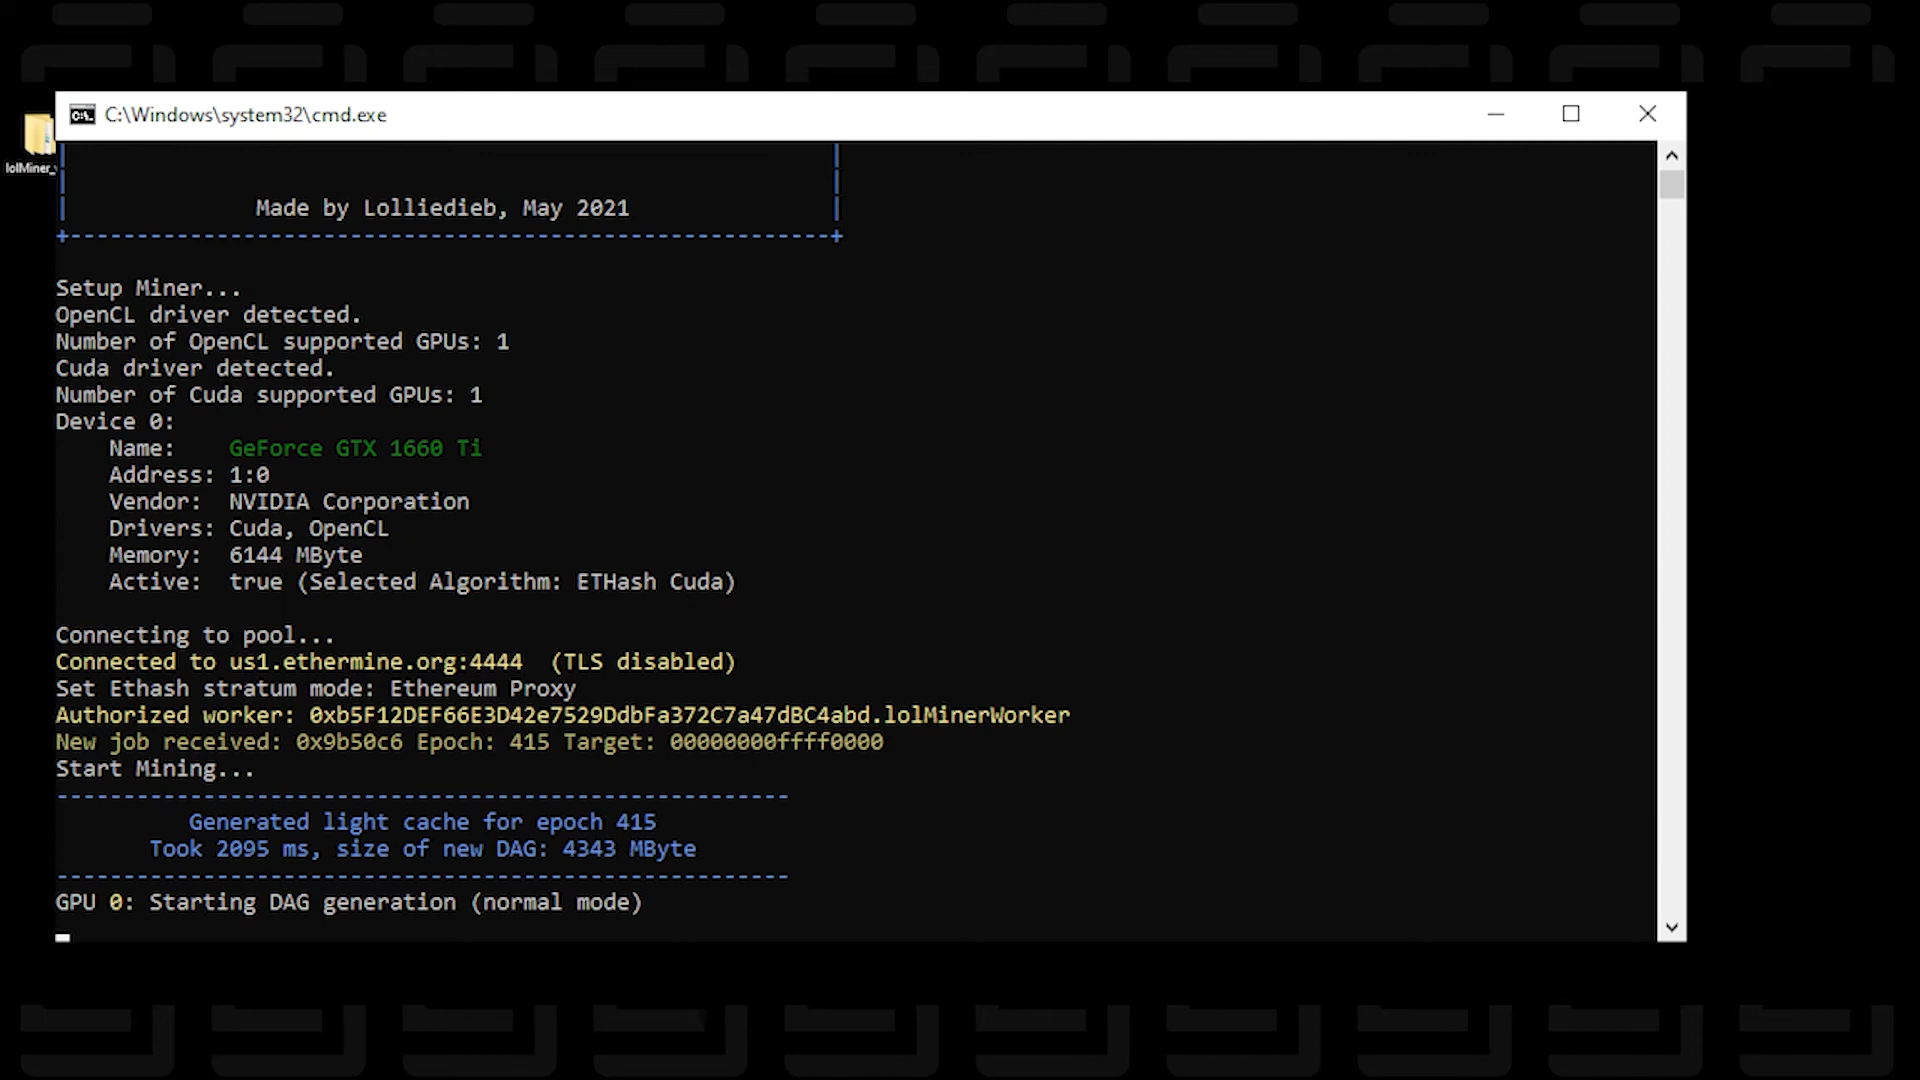 C:\Windows\system32\cmd.exe
lolMiner_
Made by Lolliedieb, May 2021
+---------------------------------------------------------+
Setup Miner...
OpenCL driver detected.
Number of OpenCL supported GPUs: 1
Cuda driver detected.
Number of Cuda supported GPUs: 1
Device 0:
Name: GeForce GTX 1660 Ti
Address: 1:0
Vendor: NVIDIA Corporation
Drivers: Cuda, OpenCL
Memory: 6144 MByte
Active: true (Selected Algorithm: ETHash Cuda)
Connecting to pool...
Connected to us1.ethermine.org:4444 (TLS disabled)
Set Ethash stratum mode: Ethereum Proxy
Authorized worker: 0xb5F12DEF66E3D42e7529DdbFa372C7a47dBC4abd.lolMinerWorker
New job received: 0x9b50c6 Epoch: 415 Target: 00000000ffff0000
Start Mining...
-------------------------------------------------------
Generated light cache for epoch 415
Took 2095 ms, size of new DAG: 4343 MByte
-------------------------------------------------------
GPU 0: Starting DAG generation (normal mode)